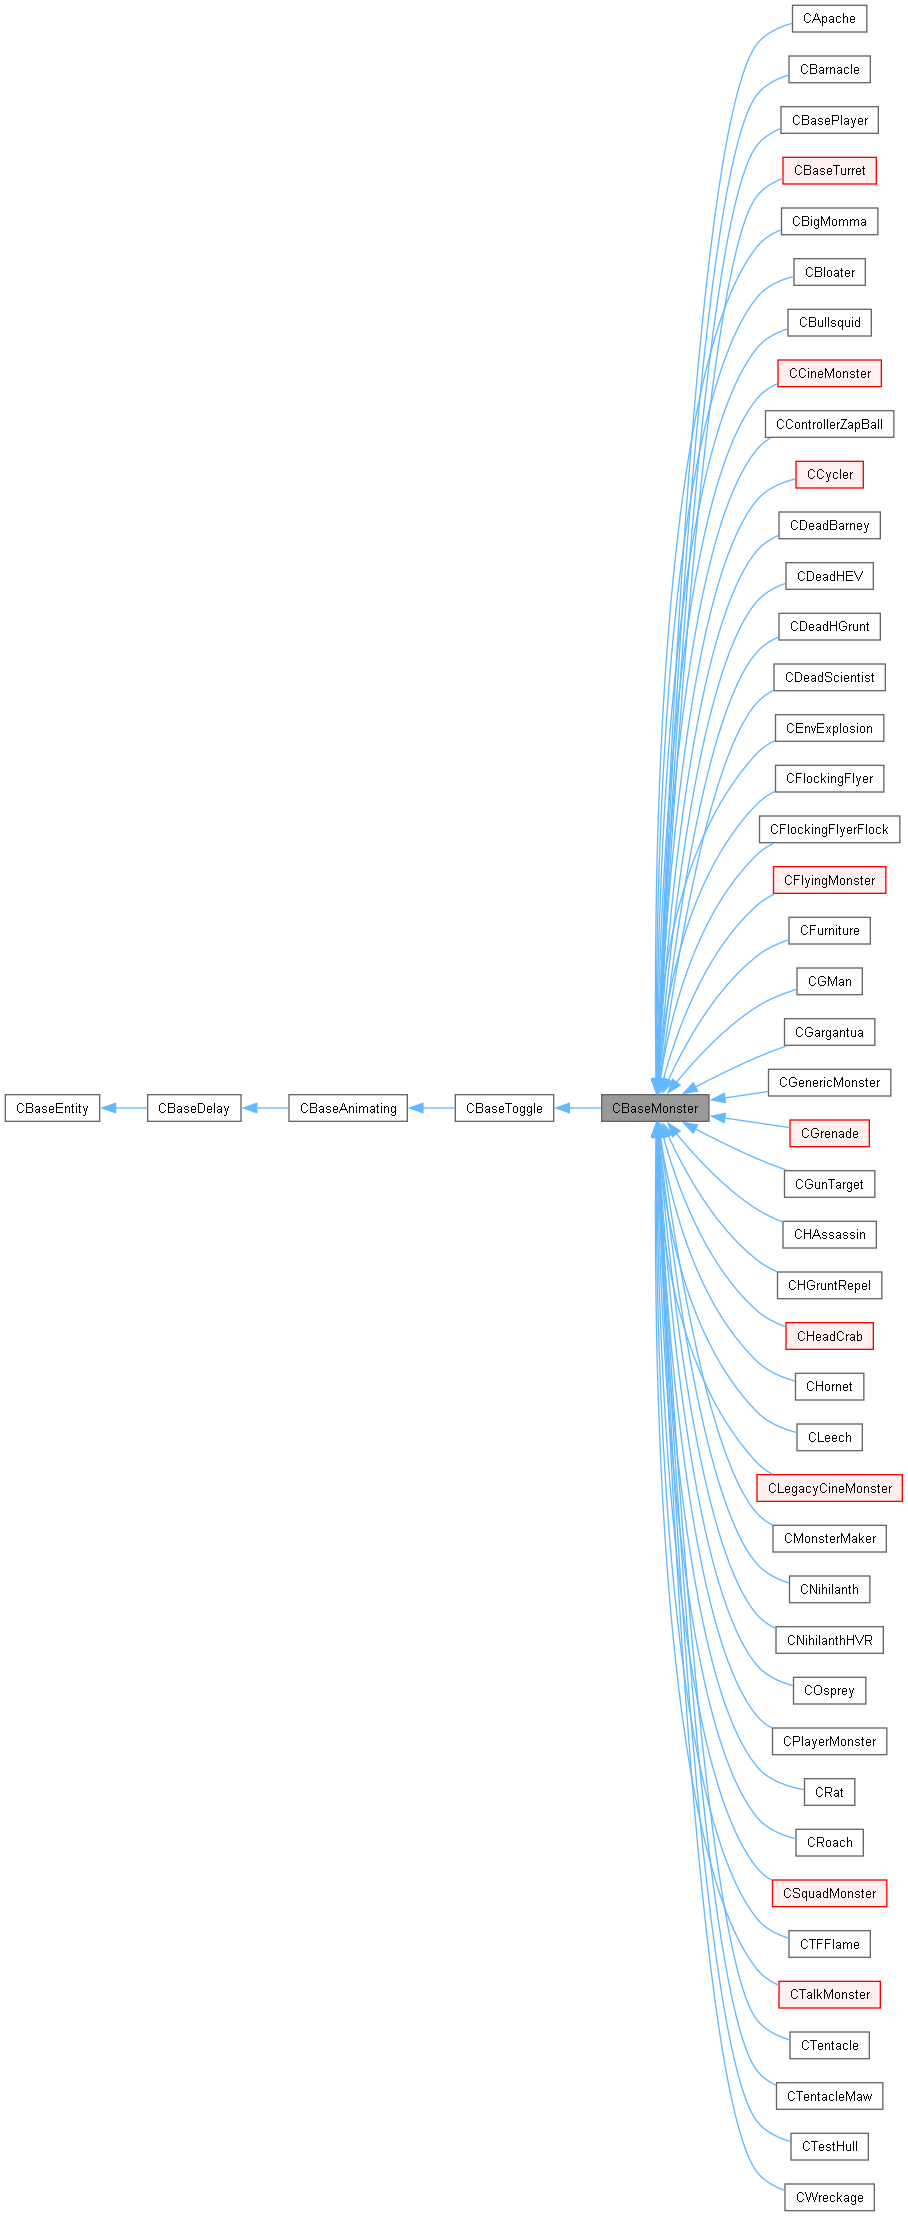 CApache
CBarnacle
CBasePlayer
CBaseTurret
CBigMomma
CBloater
CBullsquid
CCineMonster
CControllerZapBall
CCycler
CDeadBarney
CDeadHEV
CDeadHGrunt
CDeadScientist
CEnvExplosion
CFlockingFlyer
CFlockingFlyerFlock
CFlyingMonster
CFurniture
CGMan
CGargantua
CGenericMonster
CBaseEntity CBaseDelay CBaseAnimating CBaseToggle CBaseMonster
CGrenade
CGunTarget
CHAssassin
CHGruntRepel
CHeadCrab
CHornet
CLeech
CLegacyCineMonster
CMonsterMaker
CNihilanth
CNihilanthHVR
COsprey
CPlayerMonster
CRat
CRoach
CSquadMonster
CTFFlame
CTalkMonster
CTentacle
CTentacleMaw
CTestHull
CWreckage